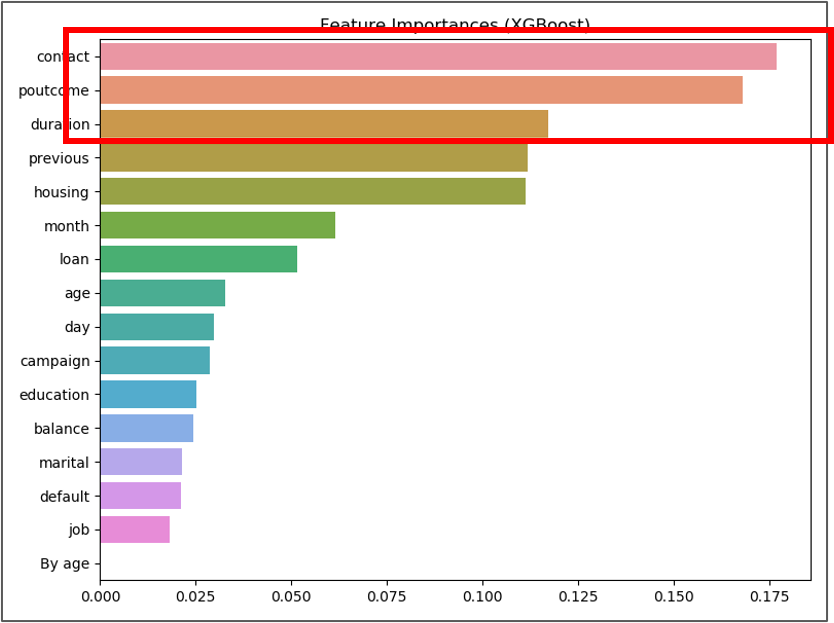 Feature Importances (XGBoost)
contact
poutcome
duration
previous
housing
month
loan
age
day
campaign
education
balance
marital
default
job
By age
0.000 0.025 0.050 0.075 0.100 0.125 0.150 0.175